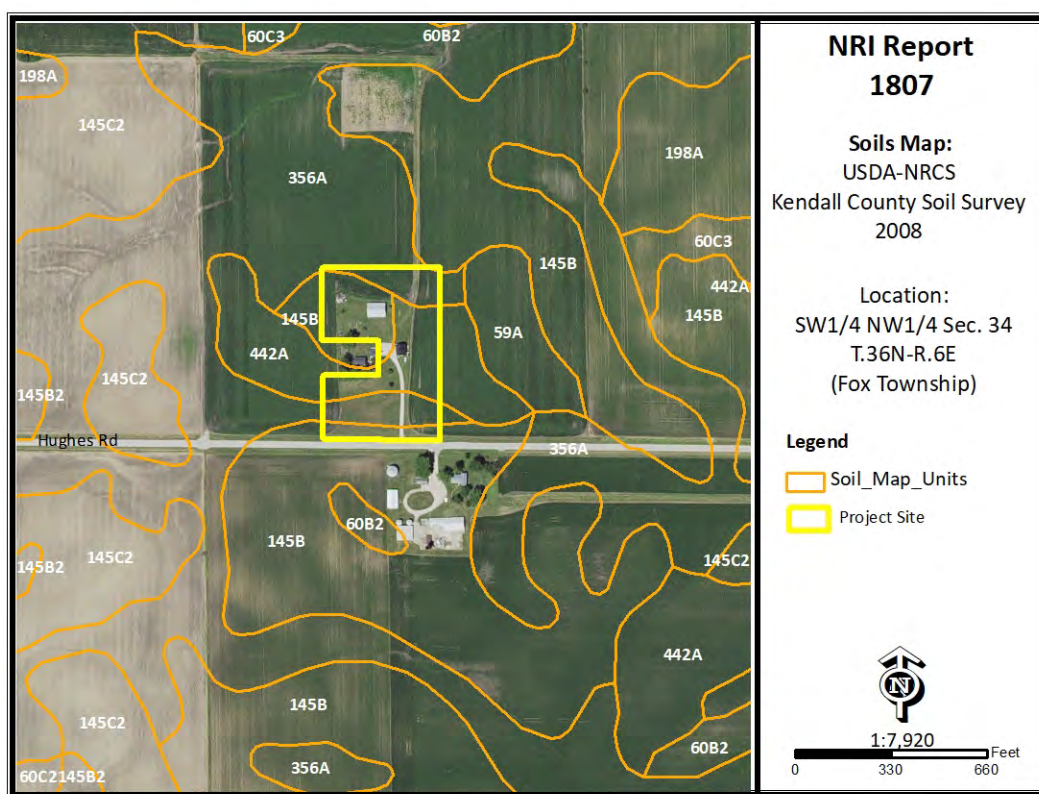 60C3
60B2
198A
145C2
356A
198A
60C3
145B
442A
145B
145B
59A
442A
145C2
145B2
Hughes Rd
356A
60B2
145B
145C2
145B2
145C2
442A
145B
145C2
60B2
356A
60C2145B2
NRI Report
1807
Soils Map:
USDA-NRCS
Kendall County Soil Survey
2008
Location:
SW1/4 NW1/4 Sec. 34
T.36N-R.6E
(Fox Township)
Legend
Soil_Map_Units
Project Site
N
1:7,920
Feet
0 330 660